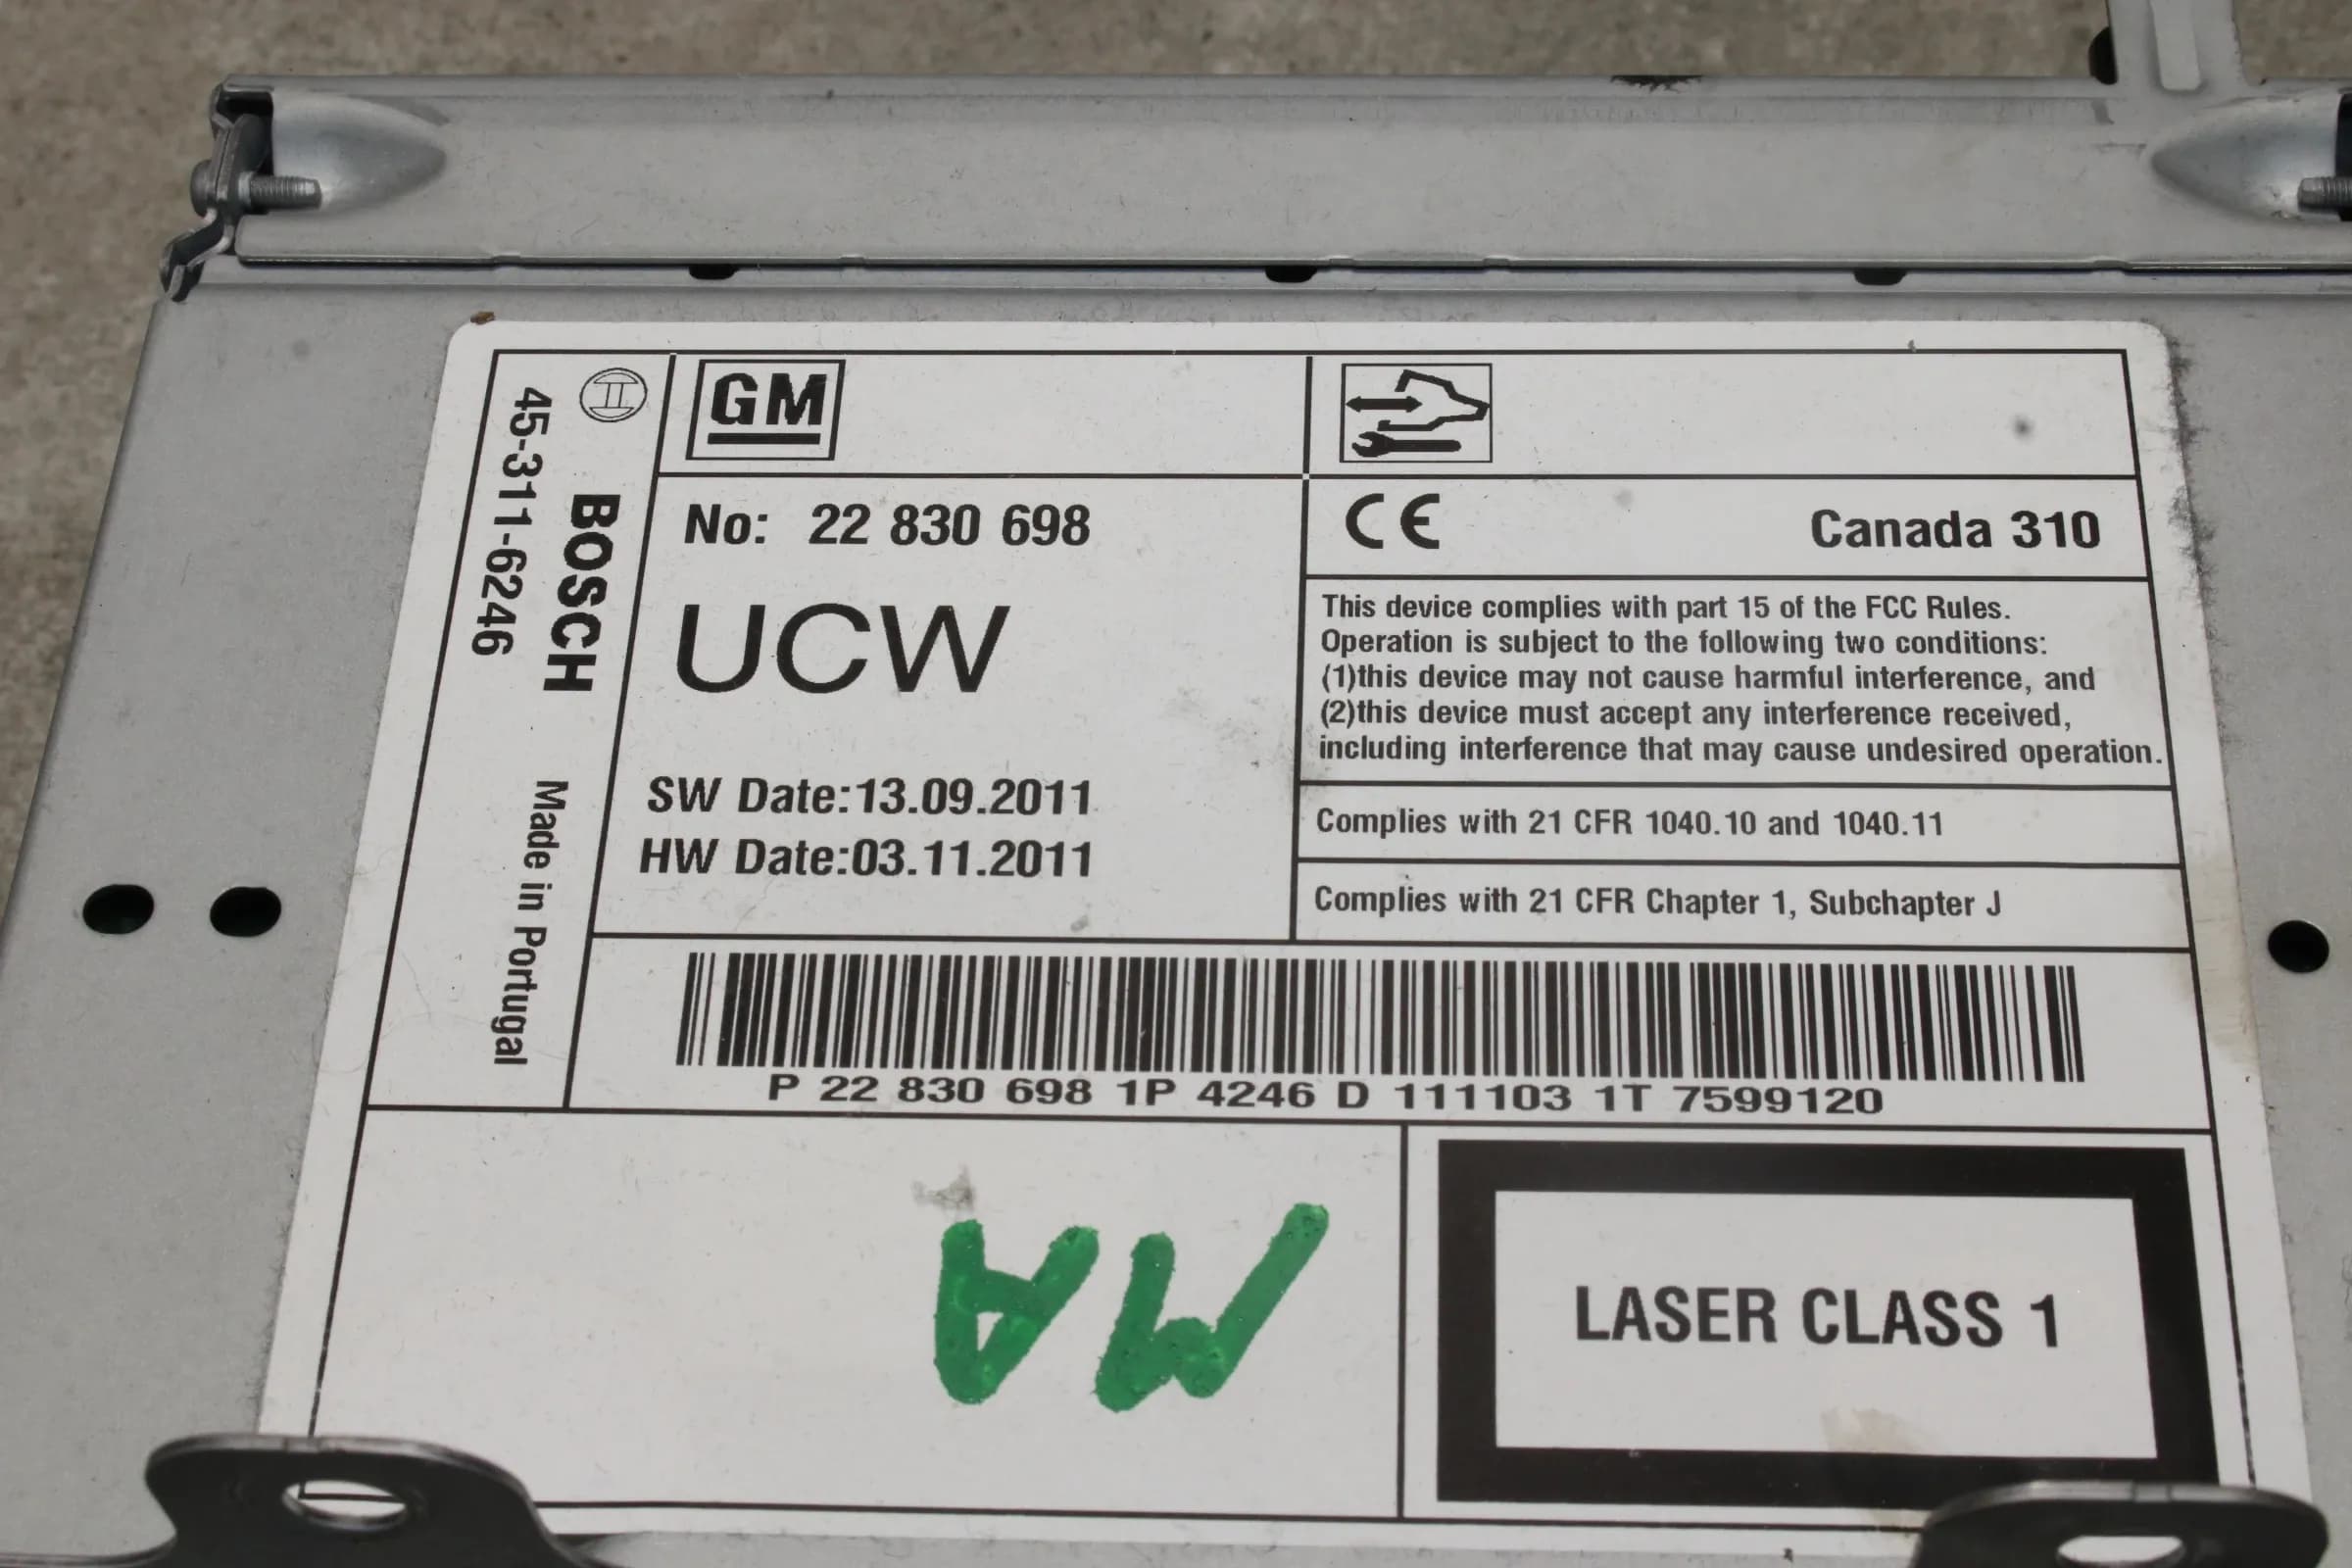 45-311-6246
BOSCH Made in Portugal
GM
No: 22 830 698
UCW
SW Date:13.09.2011
HW Date:03.11.2011
CE Canada 310
This device complies with part 15 of the FCC Rules.
Operation is subject to the following two conditions:
(1)this device may not cause harmful interference, and
(2)this device must accept any interference received,
including interference that may cause undesired operation.
Complies with 21 CFR 1040.10 and 1040.11
Complies with 21 CFR Chapter 1, Subchapter J
P 22 830 698 1P 4246 D 111103 1T 7599120
MA
LASER CLASS 1